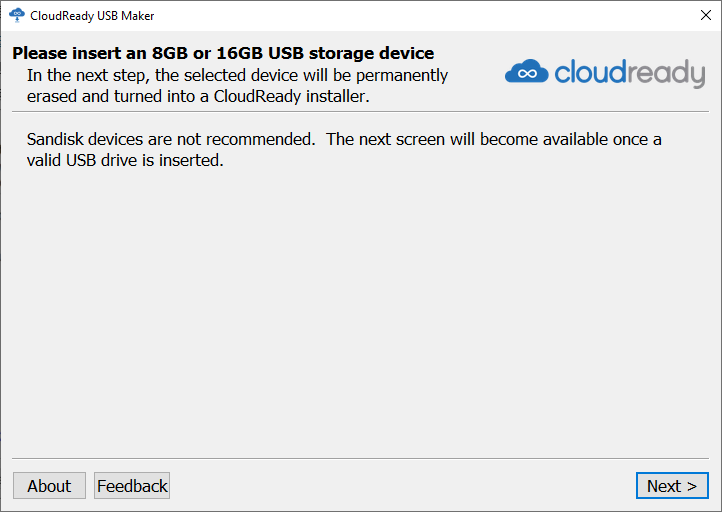 CloudReady USB Maker
Please insert an 8GB or 16GB USB storage device
In the next step, the selected device will be permanently
erased and turned into a CloudReady installer.
cloudready
Sandisk devices are not recommended.  The next screen will become available once a
valid USB drive is inserted.
About
Feedback
Next >